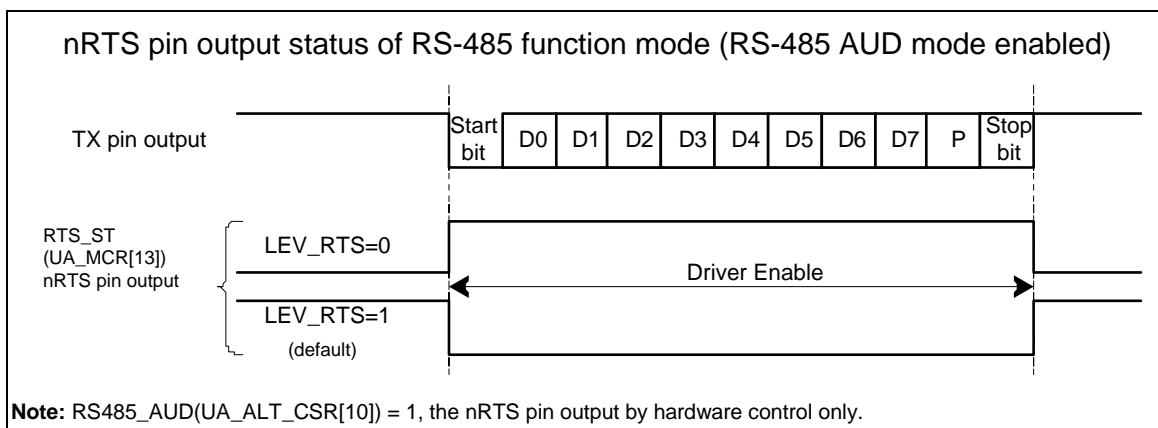 nRTS pin output status of RS-485 function mode (RS-485 AUD mode enabled)
TX pin output
Start bit
D0
D1
D2
D3
D4
D5
D6
D7
P
Stop bit
RTS_ST
(UA_MCR[13])
nRTS pin output
LEV_RTS=0
Driver Enable
LEV_RTS=1
(default)
Note: RS485_AUD(UA_ALT_CSR[10]) = 1, the nRTS pin output by hardware control only.